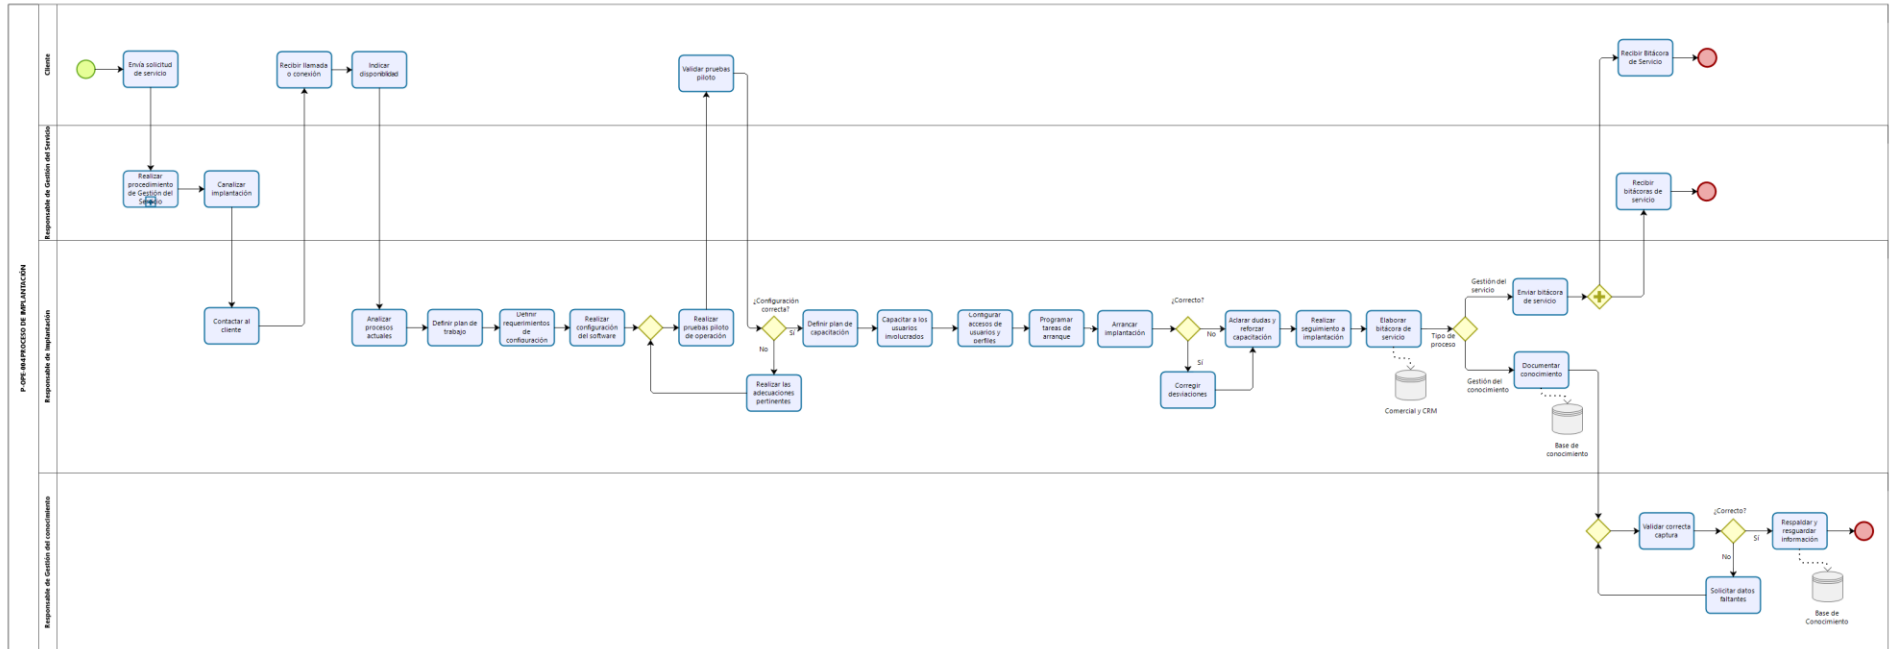 P-OPE-004 PROCESO DE IMPLANTACIÓN
Cliente
Envía solicitud
de servicio
Recibir llamada
o conexión
Indicar
disponibilidad
Validar pruebas
piloto
Recibir Bitácora
de Servicio
Responsable de Gestión del Servicio
Realizar
procedimiento
de Gestión del
Servicio
Canalizar
implantación
Recibir
bitácoras de
servicio
Responsable de Implantación
Contactar al
cliente
Analizar
procesos
actuales
Definir plan de
trabajo
Definir
requerimientos
de
configuración
Realizar
configuración
del software
Realizar
pruebas piloto
de operación
¿Configuración
correcta?
Sí
No
Realizar las
adecuaciones
pertinentes
Definir plan de
capacitación
Capacitar a los
usuarios
involucrados
Configurar
accesos de
usuarios y
perfiles
Programar
tareas de
arranque
Arrancar
implantación
¿Correcto?
No
Sí
Corregir
desviaciones
Aclarar dudas y
reforzar
capacitación
Realizar
seguimiento a
implantación
Elaborar
bitácora de
servicio
Comercial y CRM
Tipo de
proceso
Gestión del
servicio
Enviar bitácora
de servicio
Gestión del
conocimiento
Documentar
conocimiento
Base de
conocimiento
Responsable de Gestión del conocimiento
Validar correcta
captura
¿Correcto?
Sí
No
Solicitar datos
faltantes
Respaldar y
resguardar
información
Base de
Conocimiento